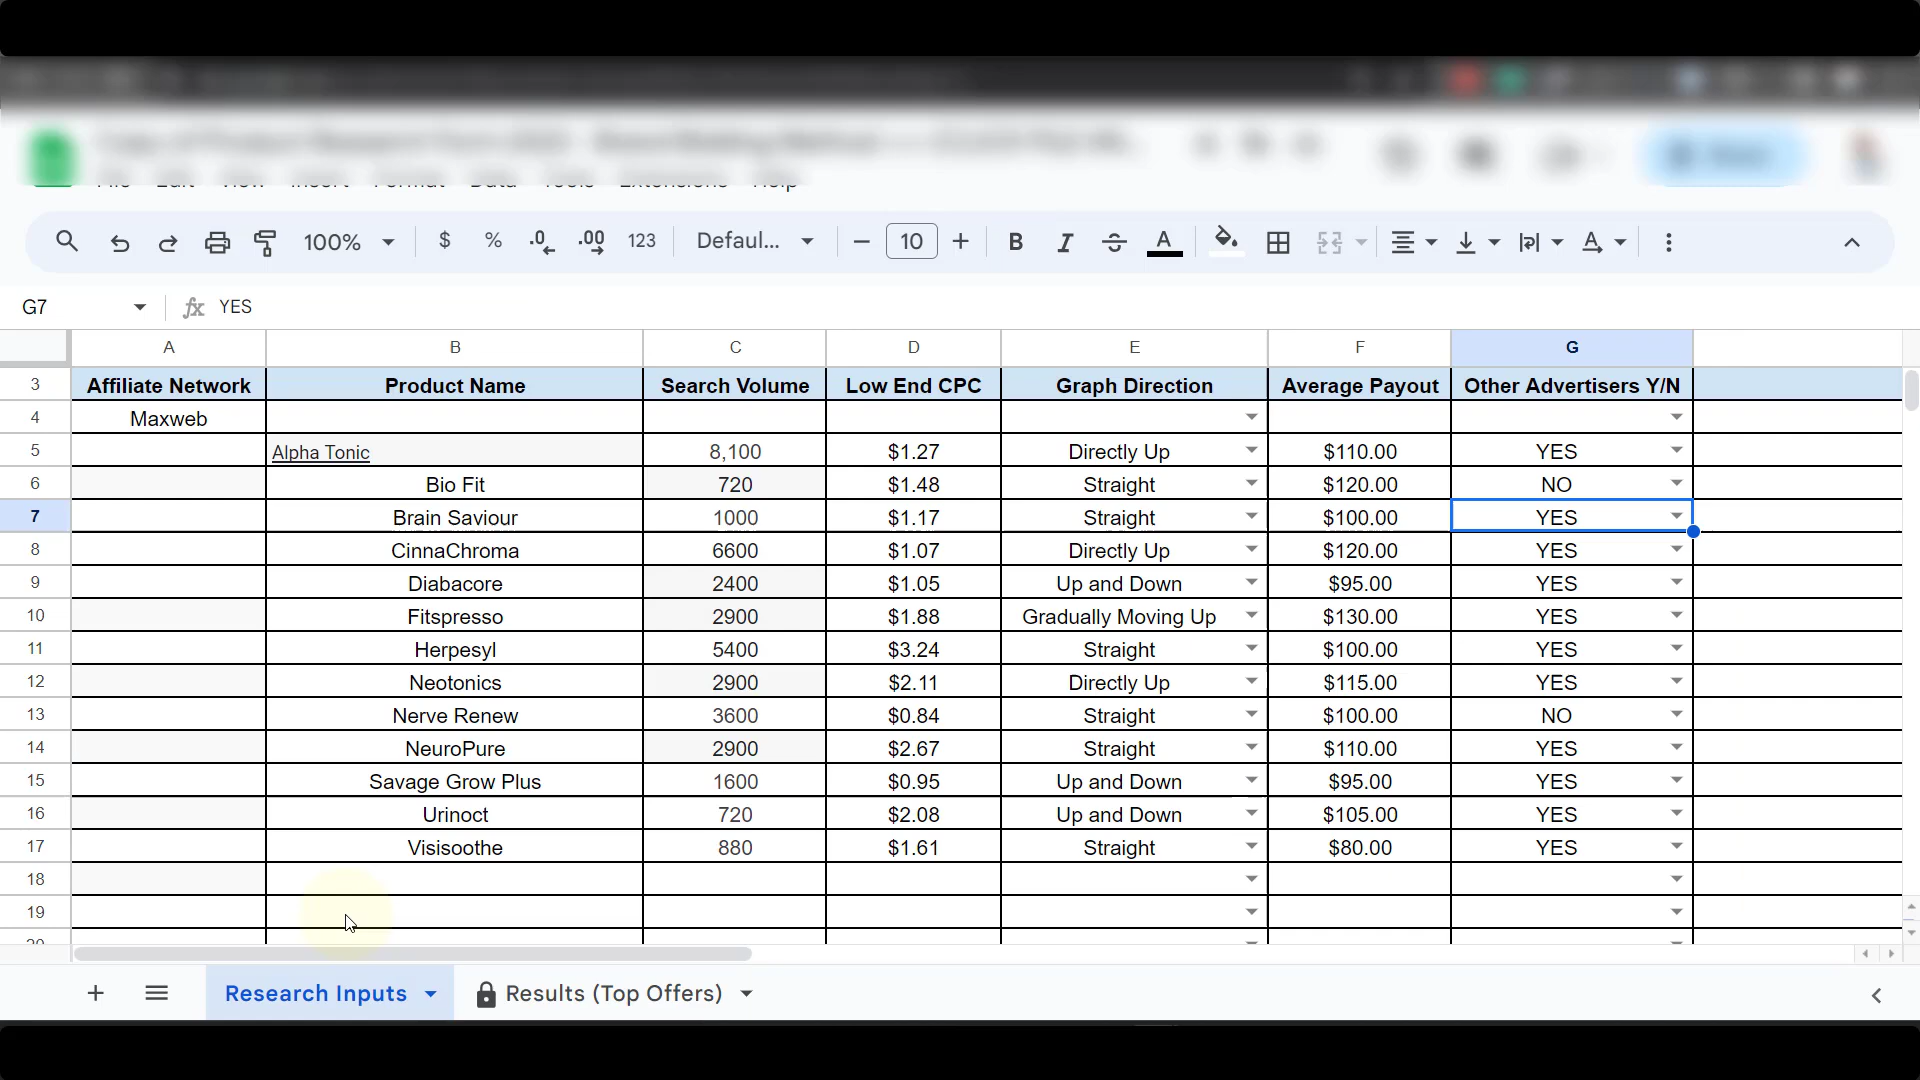 100% $ % .0 .00 123 Defaul... 10 B I S A A
G7 fx YES
A B C D E F G
3 Affiliate Network Product Name Search Volume Low End CPC Graph Direction Average Payout Other Advertisers Y/N
4 Maxweb
5 Alpha Tonic 8,100 $1.27 Directly Up $110.00 YES
6 Bio Fit 720 $1.48 Straight $120.00 NO
7 Brain Saviour 1000 $1.17 Straight $100.00 YES
8 CinnaChroma 6600 $1.07 Directly Up $120.00 YES
9 Diabacore 2400 $1.05 Up and Down $95.00 YES
10 Fitspresso 2900 $1.88 Gradually Moving Up $130.00 YES
11 Herpesyl 5400 $3.24 Straight $100.00 YES
12 Neotonics 2900 $2.11 Directly Up $115.00 YES
13 Nerve Renew 3600 $0.84 Straight $100.00 NO
14 NeuroPure 2900 $2.67 Straight $110.00 YES
15 Savage Grow Plus 1600 $0.95 Up and Down $95.00 YES
16 Urinoct 720 $2.08 Up and Down $105.00 YES
17 Visisoothe 880 $1.61 Straight $80.00 YES
18
19
Research Inputs Results (Top Offers)